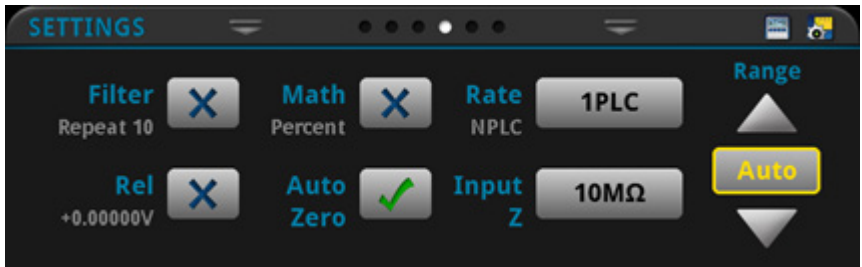 SETTINGS
Range
Filter
Repeat 10
Math
Percent
Rate
NPLC
1PLC
Auto
Rel
+0.00000V
Auto
Zero
Input
Z
10MΩ